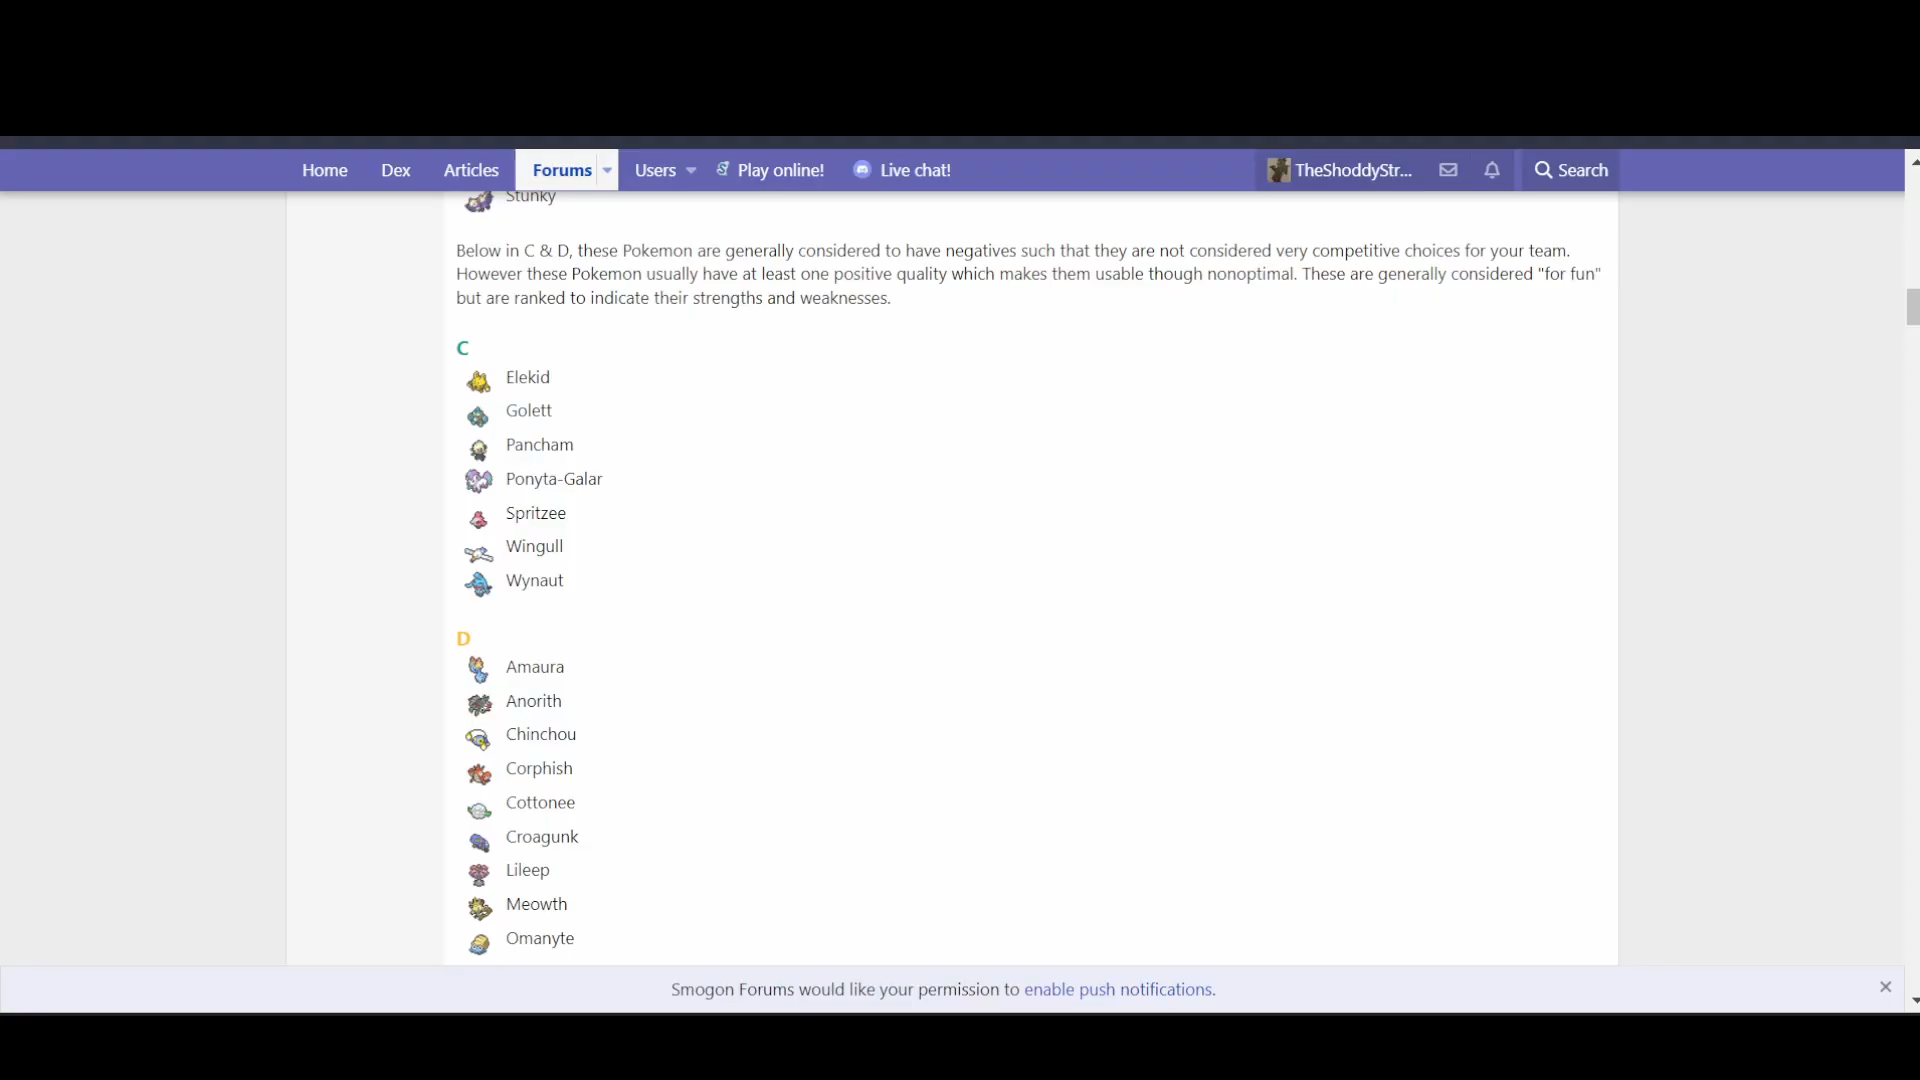 Home Dex Articles Forums Users Play online! Live chat! TheShoddyStr... Search
Stunky
Below in C & D, these Pokemon are generally considered to have negatives such that they are not considered very competitive choices for your team.
However these Pokemon usually have at least one positive quality which makes them usable though nonoptimal. These are generally considered "for fun"
but are ranked to indicate their strengths and weaknesses.
C
Elekid
Golett
Pancham
Ponyta-Galar
Spritzee
Wingull
Wynaut
D
Amaura
Anorith
Chinchou
Corphish
Cottonee
Croagunk
Lileep
Meowth
Omanyte
Smogon Forums would like your permission to enable push notifications.